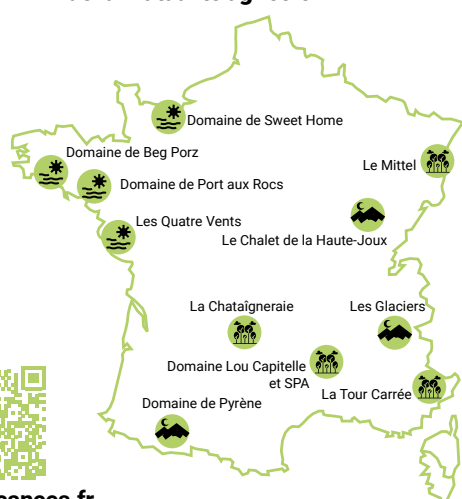 Domaine de Sweet Home
Domaine de Beg Porz
Le Mittel
Domaine de Port aux Rocs
Les Quatre Vents
Le Chalet de la Haute-Joux
La Chataîgneraie
Les Glaciers
Domaine Lou Capitelle
et SPA
La Tour Carrée
Domaine de Pyrène